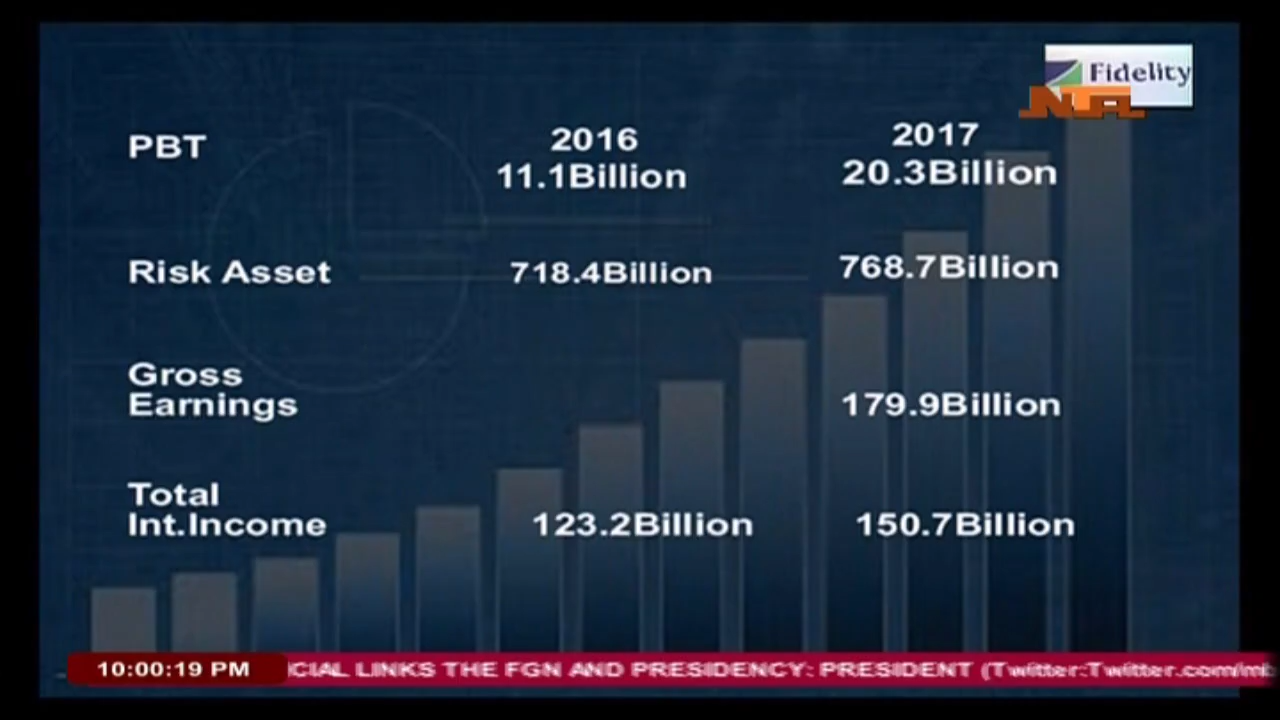 Fidelity
NTA
PBT
2016
2017
11.1Billion
20.3Billion
Risk Asset
718.4Billion
768.7Billion
Gross
Earnings
179.9Billion
Total
Int.Income
123.2Billion
150.7Billion
10:00:19 PM
CIAL LINKS THE FGN AND PRESIDENCY: PRESIDENT (Twitter:Twitter.com/mb